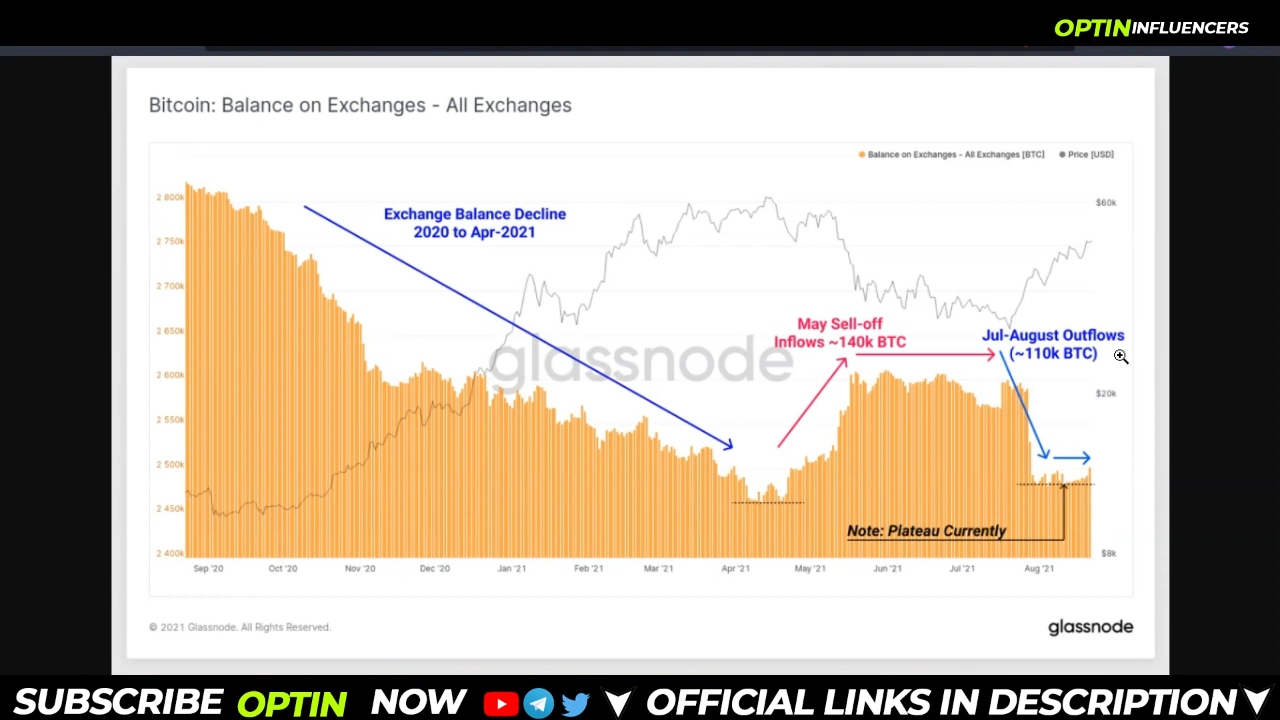 OPTIN INFLUENCERS
Bitcoin: Balance on Exchanges - All Exchanges
Balance on Exchanges - All Exchanges [BTC] Price [USD]
2 800k
2 750k
2 700k
2 650k
2 600k
2 550k
2 500k
2 450k
2 400k
$60k
$20k
$8k
Exchange Balance Decline
2020 to Apr-2021
May Sell-off
Inflows ~140k BTC
Jul-August Outflows
(~110k BTC)
glassnode
Note: Plateau Currently
Sep '20 Oct '20 Nov '20 Dec '20 Jan '21 Feb '21 Mar '21 Apr '21 May '21 Jun '21 Jul '21 Aug '21
© 2021 Glassnode. All Rights Reserved.
glassnode
SUBSCRIBE OPTIN NOW OFFICIAL LINKS IN DESCRIPTION